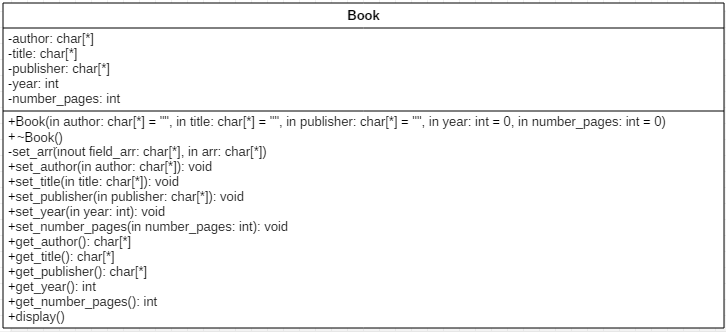 Book
-author: char[*]
-title: char[*]
-publisher: char[*]
-year: int
-number_pages: int
+Book(in author: char[*] = "", in title: char[*] = "", in publisher: char[*] = "", in year: int = 0, in number_pages: int = 0)
+~Book()
-set_arr(inout field_arr: char[*], in arr: char[*])
+set_author(in author: char[*]): void
+set_title(in title: char[*]): void
+set_publisher(in publisher: char[*]): void
+set_year(in year: int): void
+set_number_pages(in number_pages: int): void
+get_author(): char[*]
+get_title(): char[*]
+get_publisher(): char[*]
+get_year(): int
+get_number_pages(): int
+display()